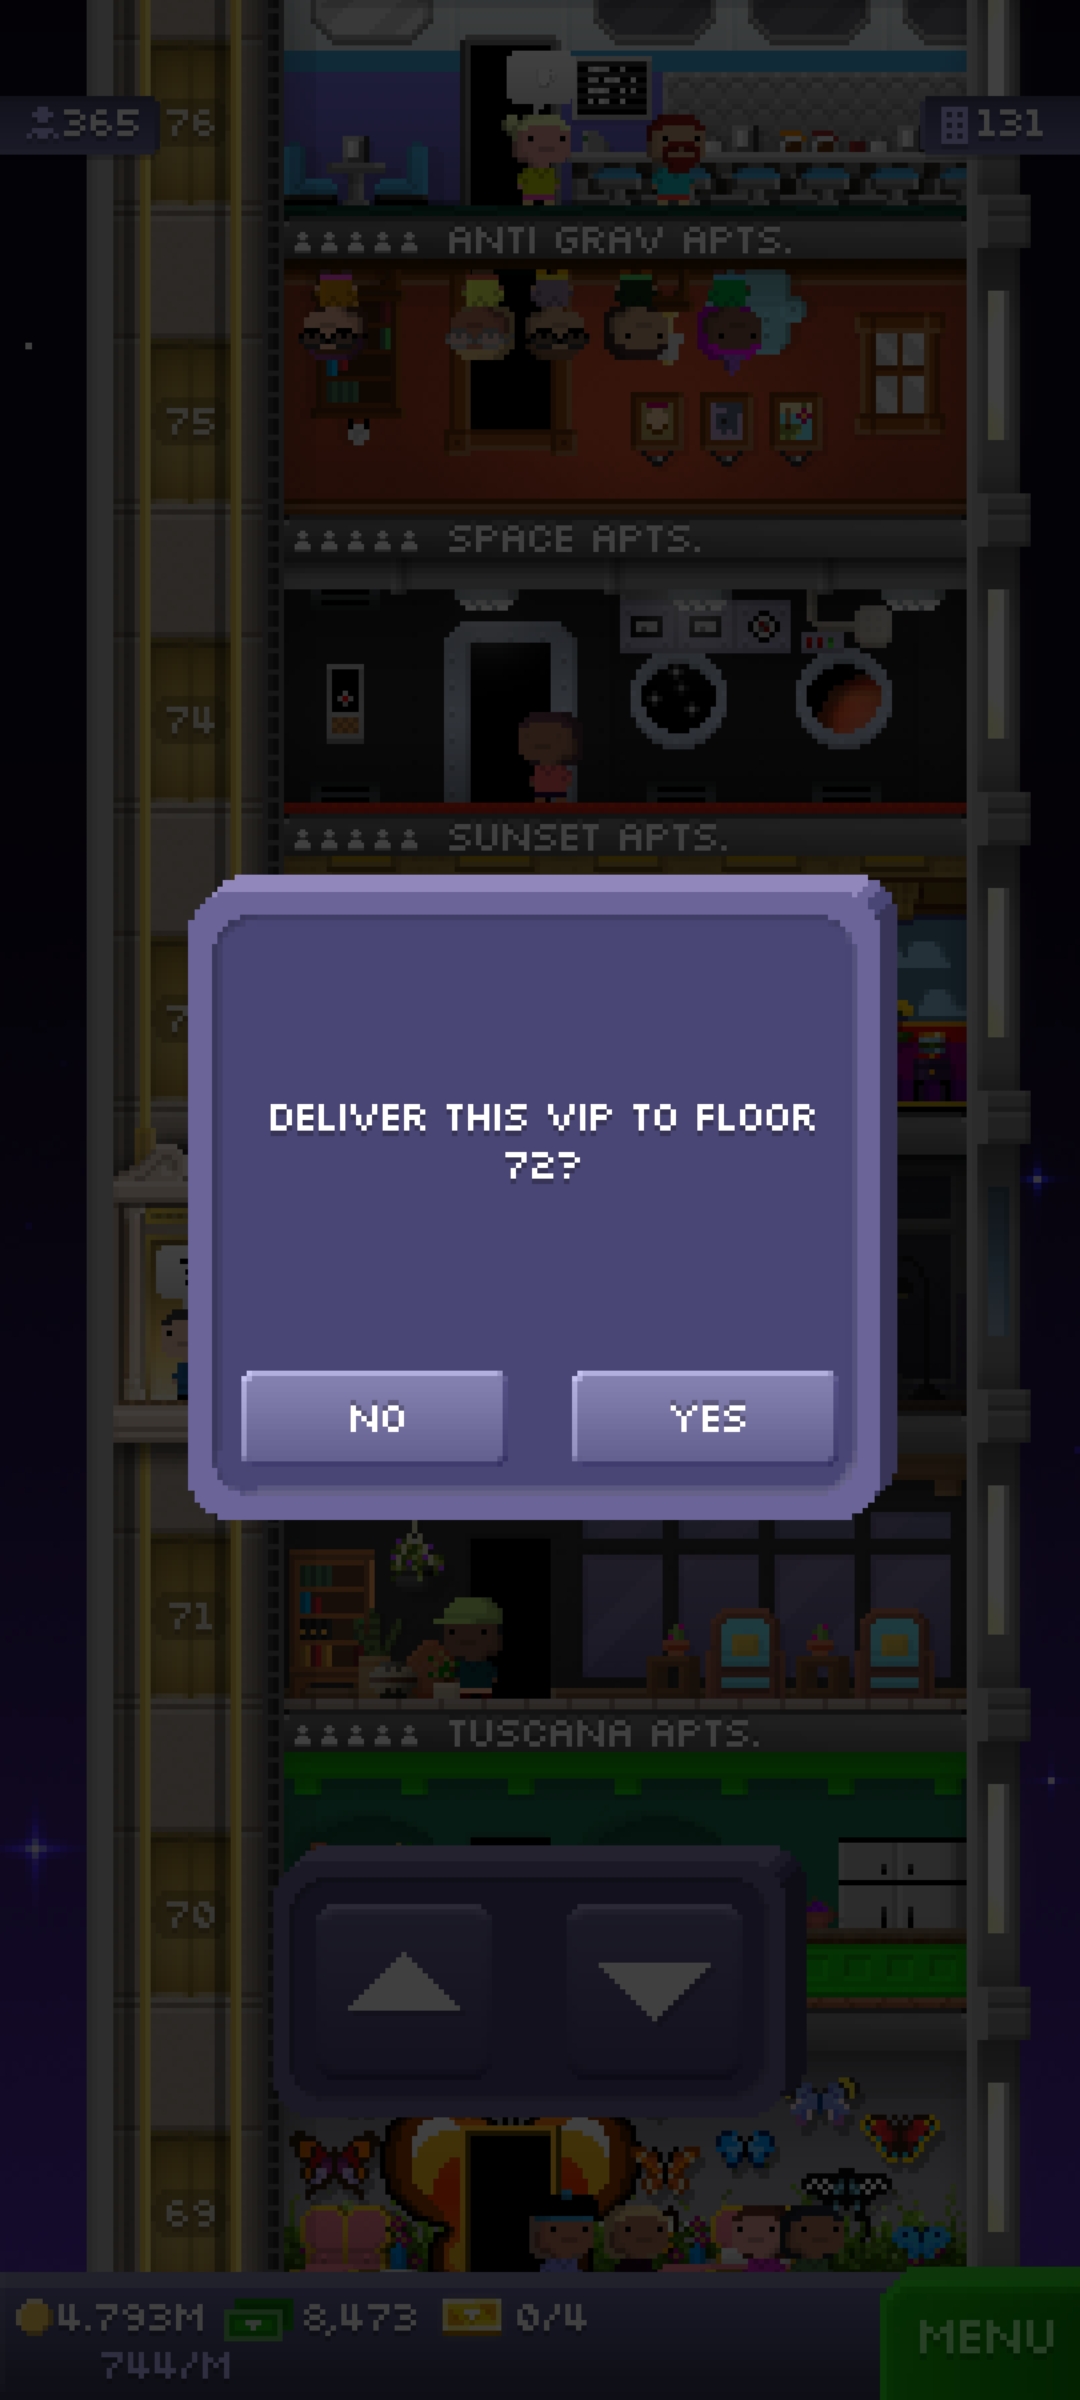 365
76
131
ANTI GRAV APTS.
75
SPACE APTS.
74
SUNSET APTS.
DELIVER THIS VIP TO FLOOR
72?
NO
YES
71
TUSCANA APTS.
70
69
4.793M
8,473
0/4
744/M
MENU